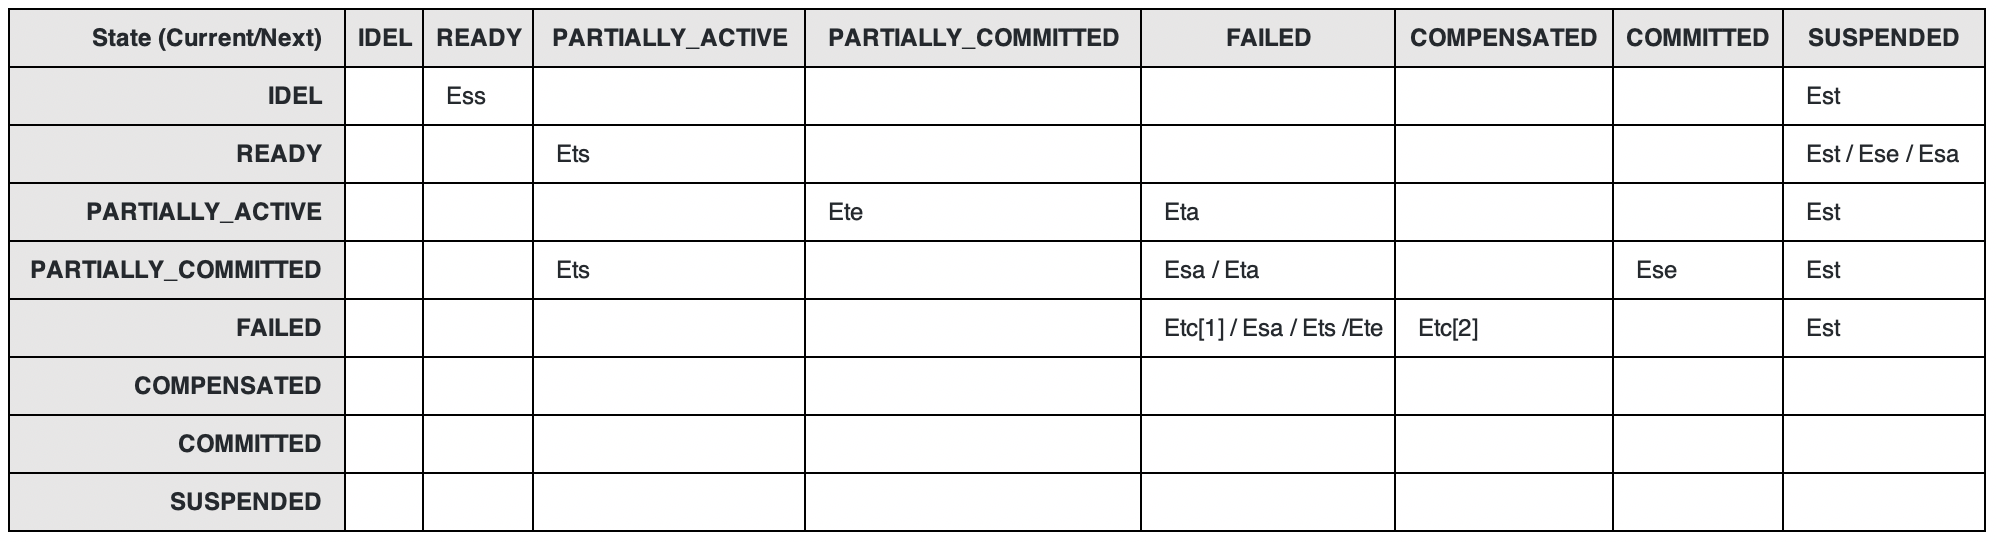 State (Current/Next) IDEL READY PARTIALLY_ACTIVE PARTIALLY_COMMITTED FAILED COMPENSATED COMMITTED SUSPENDED
IDEL Ess Est
READY Ets Est / Ese / Esa
PARTIALLY_ACTIVE Ete Eta Est
PARTIALLY_COMMITTED Ets Esa / Eta Ese Est
FAILED Etc[1] / Esa / Ets /Ete Etc[2] Est
COMPENSATED
COMMITTED
SUSPENDED